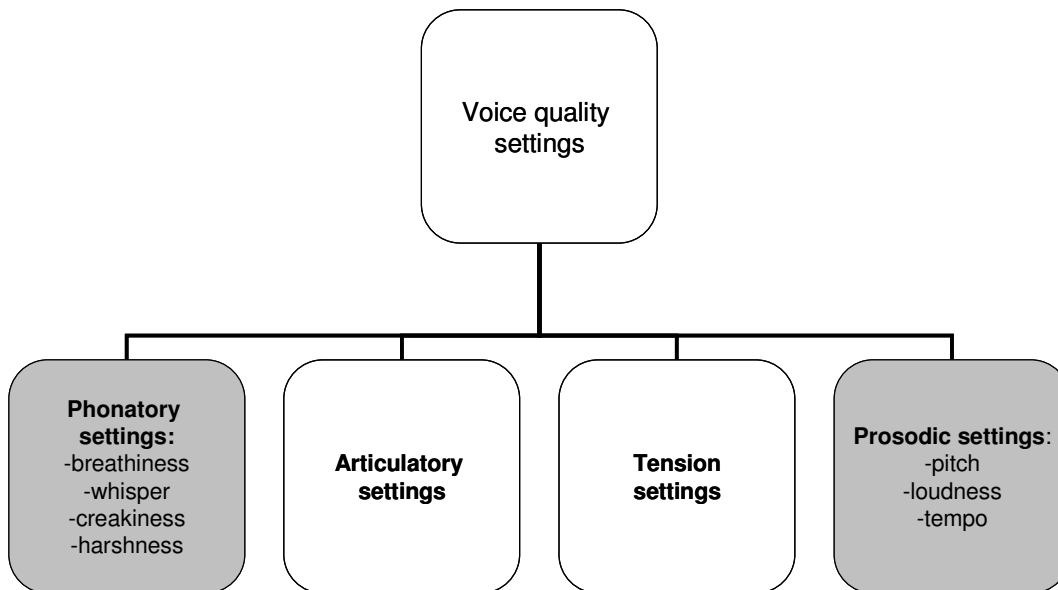 Voice quality
settings
Phonatory
settings:
-breathiness
-whisper
-creakiness
-harshness
Articulatory
settings
Tension
settings
Prosodic settings:
-pitch
-loudness
-tempo